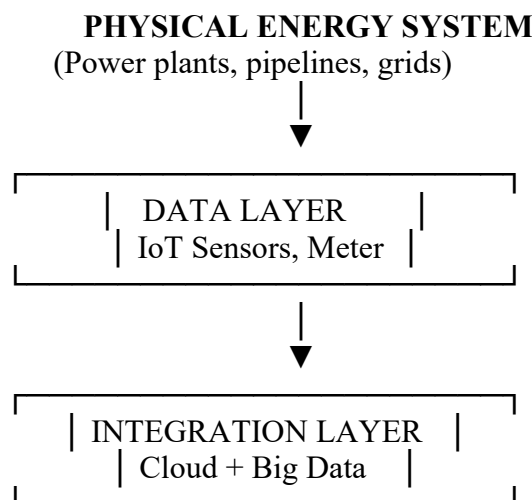 PHYSICAL ENERGY SYSTEM
(Power plants, pipelines, grids)
DATA LAYER
IoT Sensors, Meter
INTEGRATION LAYER
Cloud + Big Data